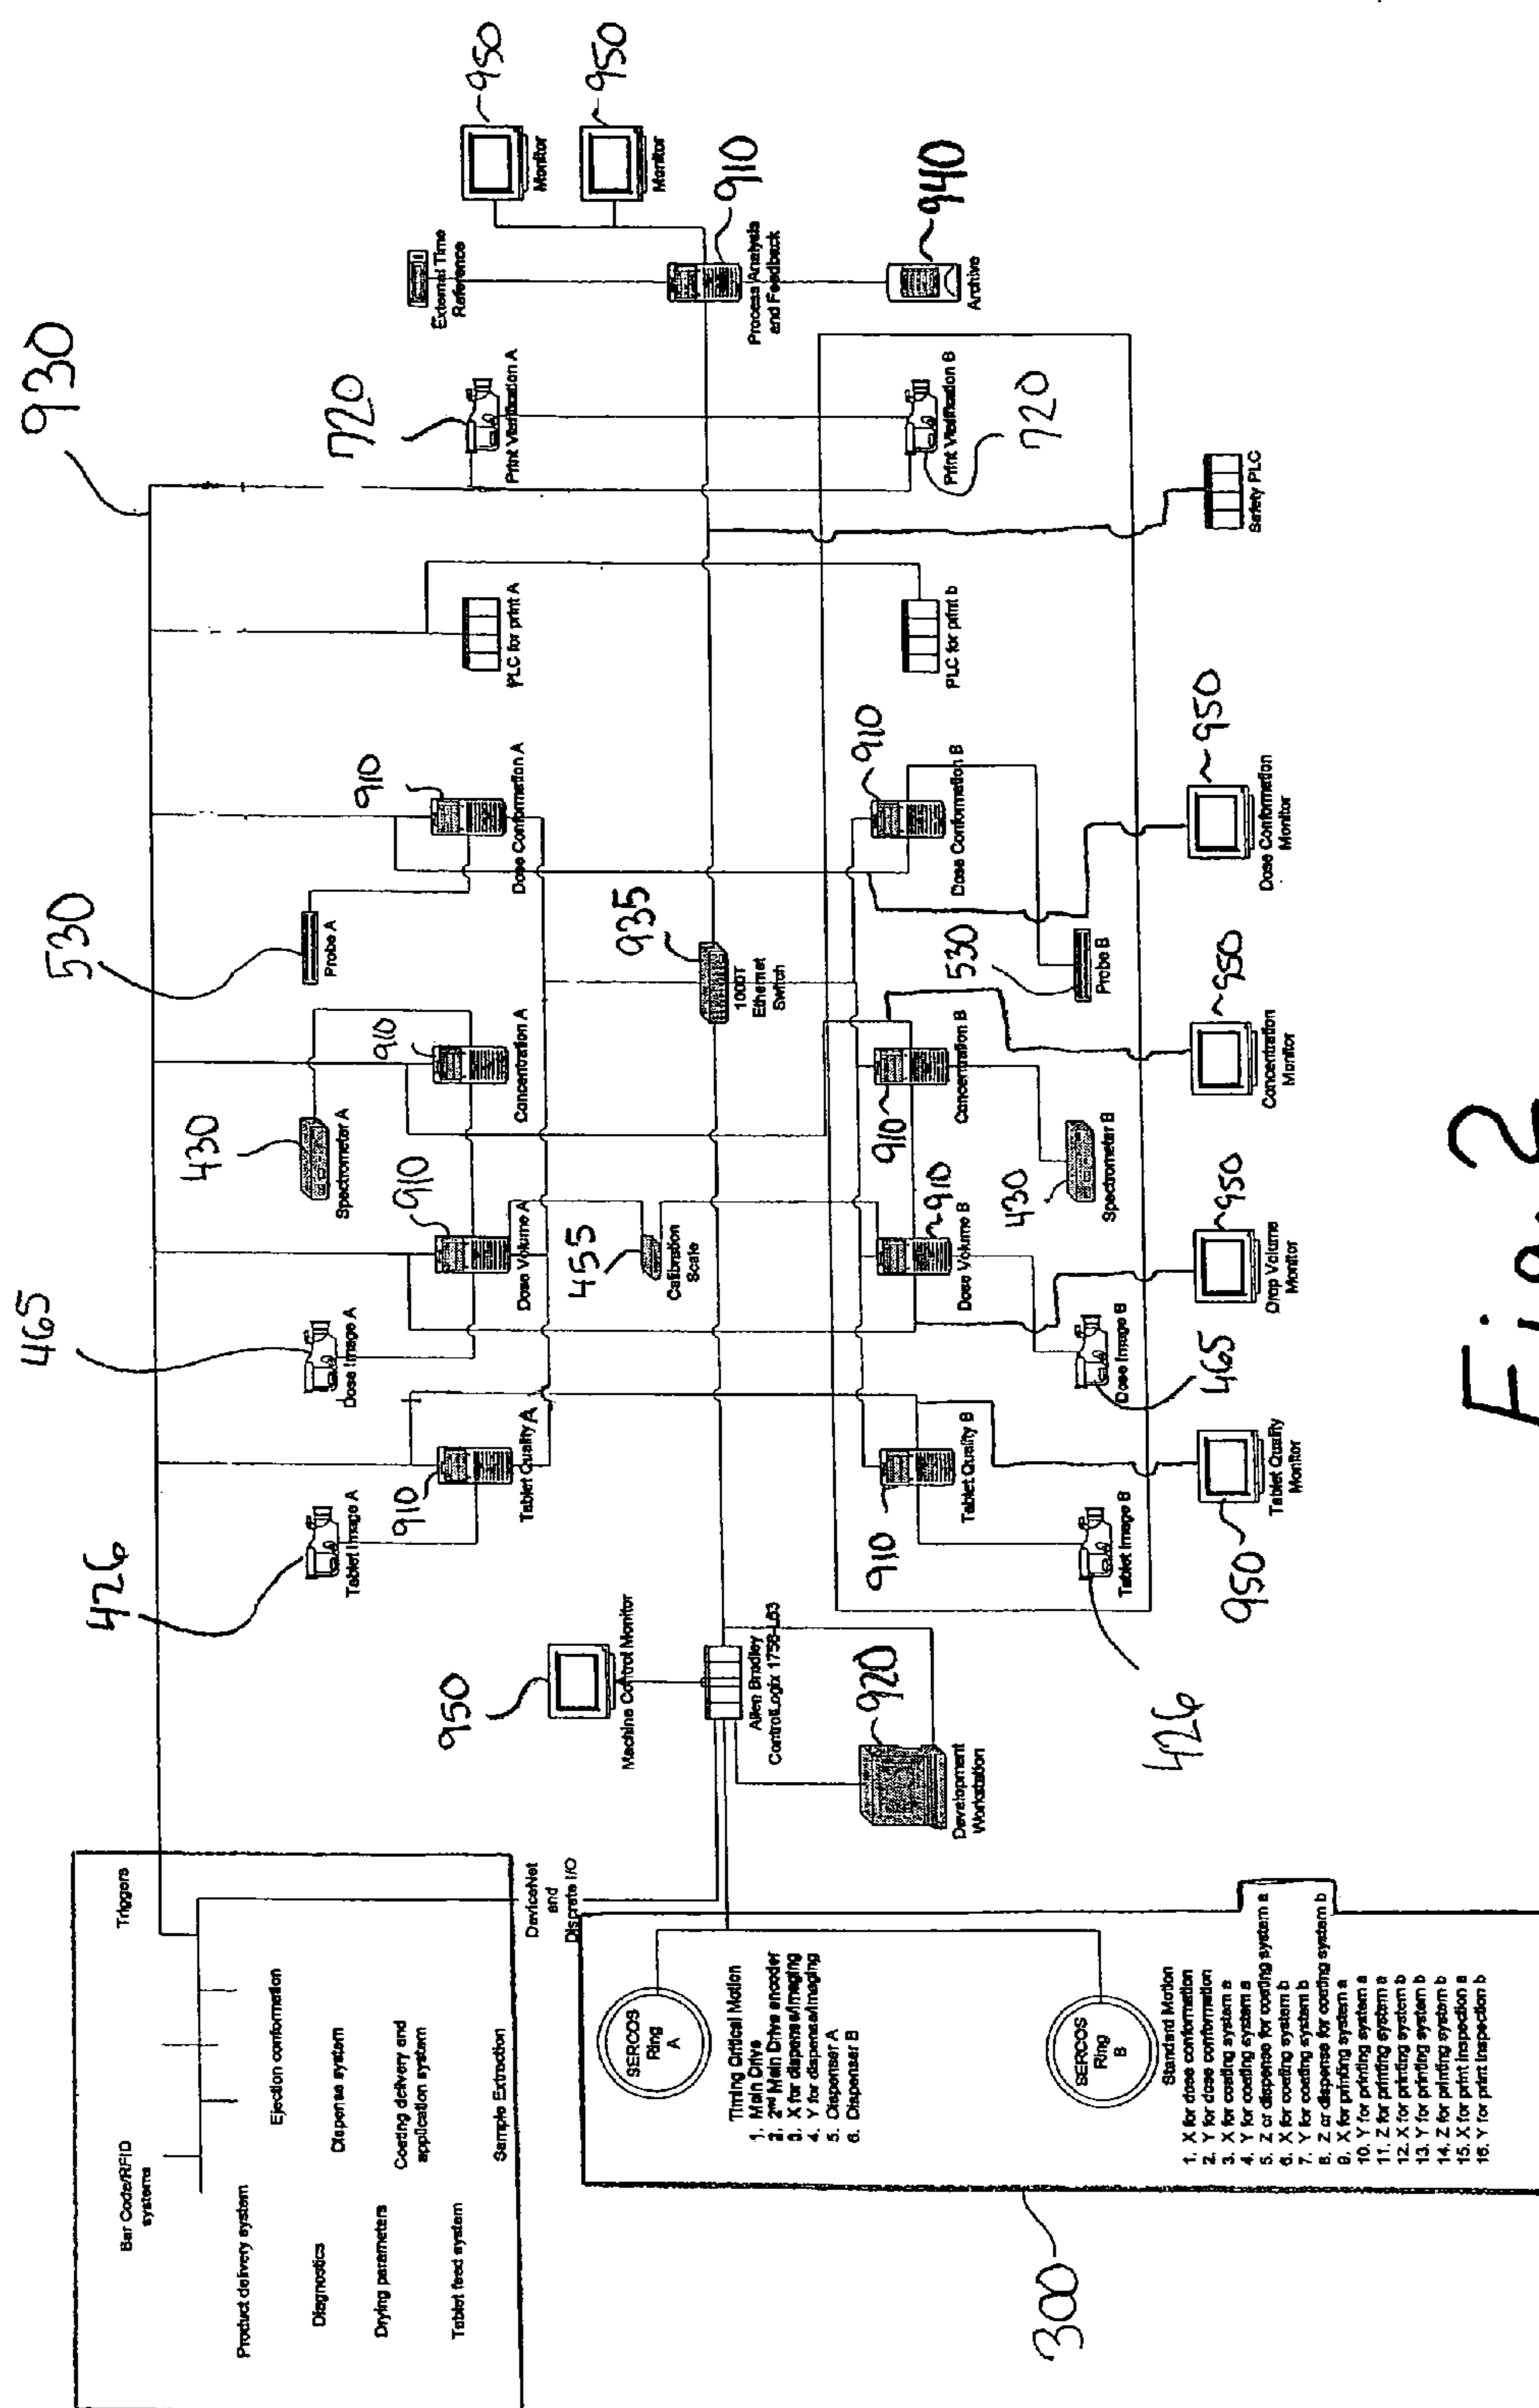 Bar Code/RFID
systems
Triggers
Product delivery system
Ejection conformation
Diagnostics
Dispense system
Drying parameters
Coating delivery and
application system
Tablet feed system
Sample Extraction
DeviceNet
and
Discrete I/O
300
SERCOS
Ring
A
Timing Critical Motion
1. Main Drive
2. 2nd Main Drive encoder
3. X for dispense/imaging
4. Y for dispense/imaging
5. Dispenser A
6. Dispenser B
SERCOS
Ring
B
Standard Motion
1. X for dose conformation
2. Y for dose conformation
3. X for coating system a
4. Y for coating system a
5. Z or dispense for coating system a
6. X for coating system b
7. Y for coating system b
8. Z or dispense for coating system b
9. X for printing system a
10. Y for printing system a
11. Z for printing system a
12. X for printing system b
13. Y for printing system b
14. Z for printing system b
15. X for print inspection a
16. Y for print inspection b
930
426
Tablet Image A
465
Dose Image A
430
Spectrometer A
530
Probe A
910
Tablet Quality A
910
Dose Volume A
910
Concentration A
910
Dose Conformation A
PLC for print A
720
Print Verification A
External Time
Reference
950
Monitor
950
Monitor
950
Machine Control Monitor
Allen Bradley
ControlLogix 1756-L63
920
Development
Workstation
455
Calibration
Scale
935
1000T
Ethernet
Switch
910
Process Analysis
and Feedback
940
Archive
910
Tablet Quality B
910
Dose Volume B
910
Concentration B
910
Dose Conformation B
PLC for print b
Print Verification B
720
426
Tablet Image B
465
Dose Image B
430
Spectrometer B
530
Probe B
Safety PLC
950
Tablet Quality
Monitor
950
Drop Volume
Monitor
950
Concentration
Monitor
950
Dose Conformation
Monitor
Fig. 2